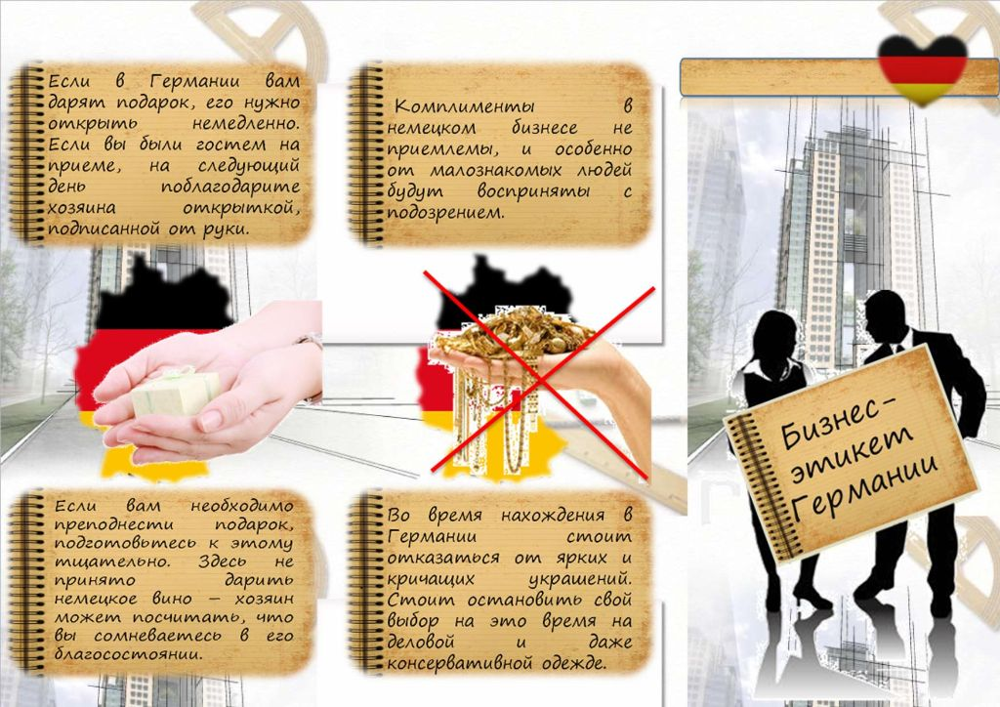 Если в Германии вам
дарят подарок, его нужно
открыть немедленно.
Если вы были гостем на
приеме, на следующий
день поблагодарите
хозяина открыткой,
подписанной от руки.
Если вам необходимо
преподнести подарок,
подготовьтесь к этому
тщательно. Здесь не
принято дарить
немецкое вино – хозяин
может посчитать, что
вы сомневаетесь в его
благосостоянии.
Комплименты в
немецком бизнесе не
приемлемы, и особенно
от малознакомых людей
будут восприняты с
подозрением.
Во время нахождения в
Германии стоит
отказаться от ярких и
кричащих украшений.
Стоит остановить свой
выбор на это время на
деловой и даже
консервативной одежде.
Бизнес-
этикет
Германии